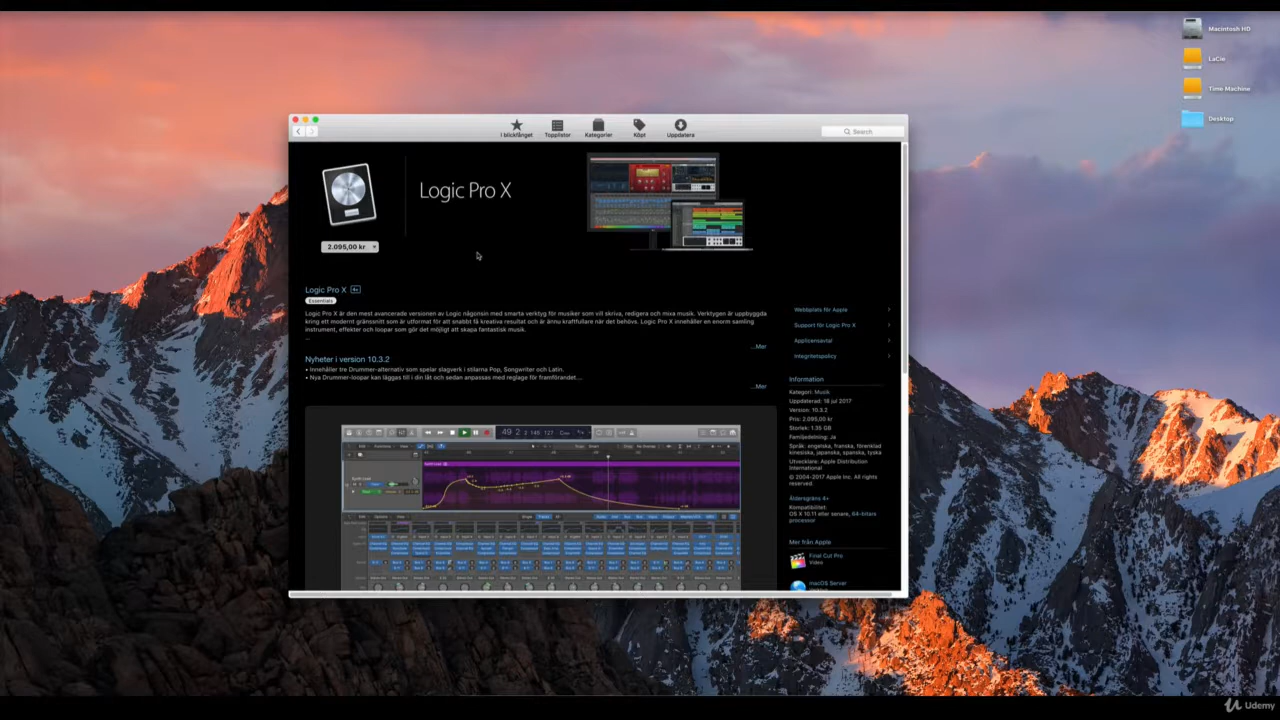 Macintosh HD
LaCie
Time Machine
Desktop
I blickfånget
Topplistor
Kategorier
Köpt
Uppdatera
Search
Logic Pro X
2.095,00 kr
Logic Pro X 4+
Essentials
Logic Pro X är den mest avancerade versionen av Logic någonsin med smarta verktyg för musiker som vill skriva, redigera och mixa musik. Verktygen är uppbyggda
kring ett modernt gränssnitt som är utformat för att snabbt få kreativa resultat och är ännu kraftfullare när det behövs. Logic Pro X innehåller en enorm samling
instrument, effekter och loopar som gör det möjligt att skapa fantastisk musik.
...
...Mer
Nyheter i version 10.3.2
• Innehåller tre Drummer-alternativ som spelar slagverk i stilarna Pop, Songwriter och Latin.
• Nya Drummer-loopar kan läggas till i din låt och sedan anpassas med reglage för framförandet....
...Mer
Webbplats för Apple
Support för Logic Pro X
Applicensavtal
Integritetspolicy
Information
Kategori: Musik
Uppdaterad: 18 jul 2017
Version: 10.3.2
Pris: 2.095,00 kr
Storlek: 1.35 GB
Familjedelning: Ja
Språk: engelska, franska, förenklad
kinesiska, japanska, spanska, tyska
Utvecklare: Apple Distribution
International
© 2004-2017 Apple Inc. All rights
reserved.
Åldersgräns 4+
Kompatibilitet:
OS X 10.11 eller senare, 64-bitars
processor
Mer från Apple
Final Cut Pro
Video
macOS Server
Udemy